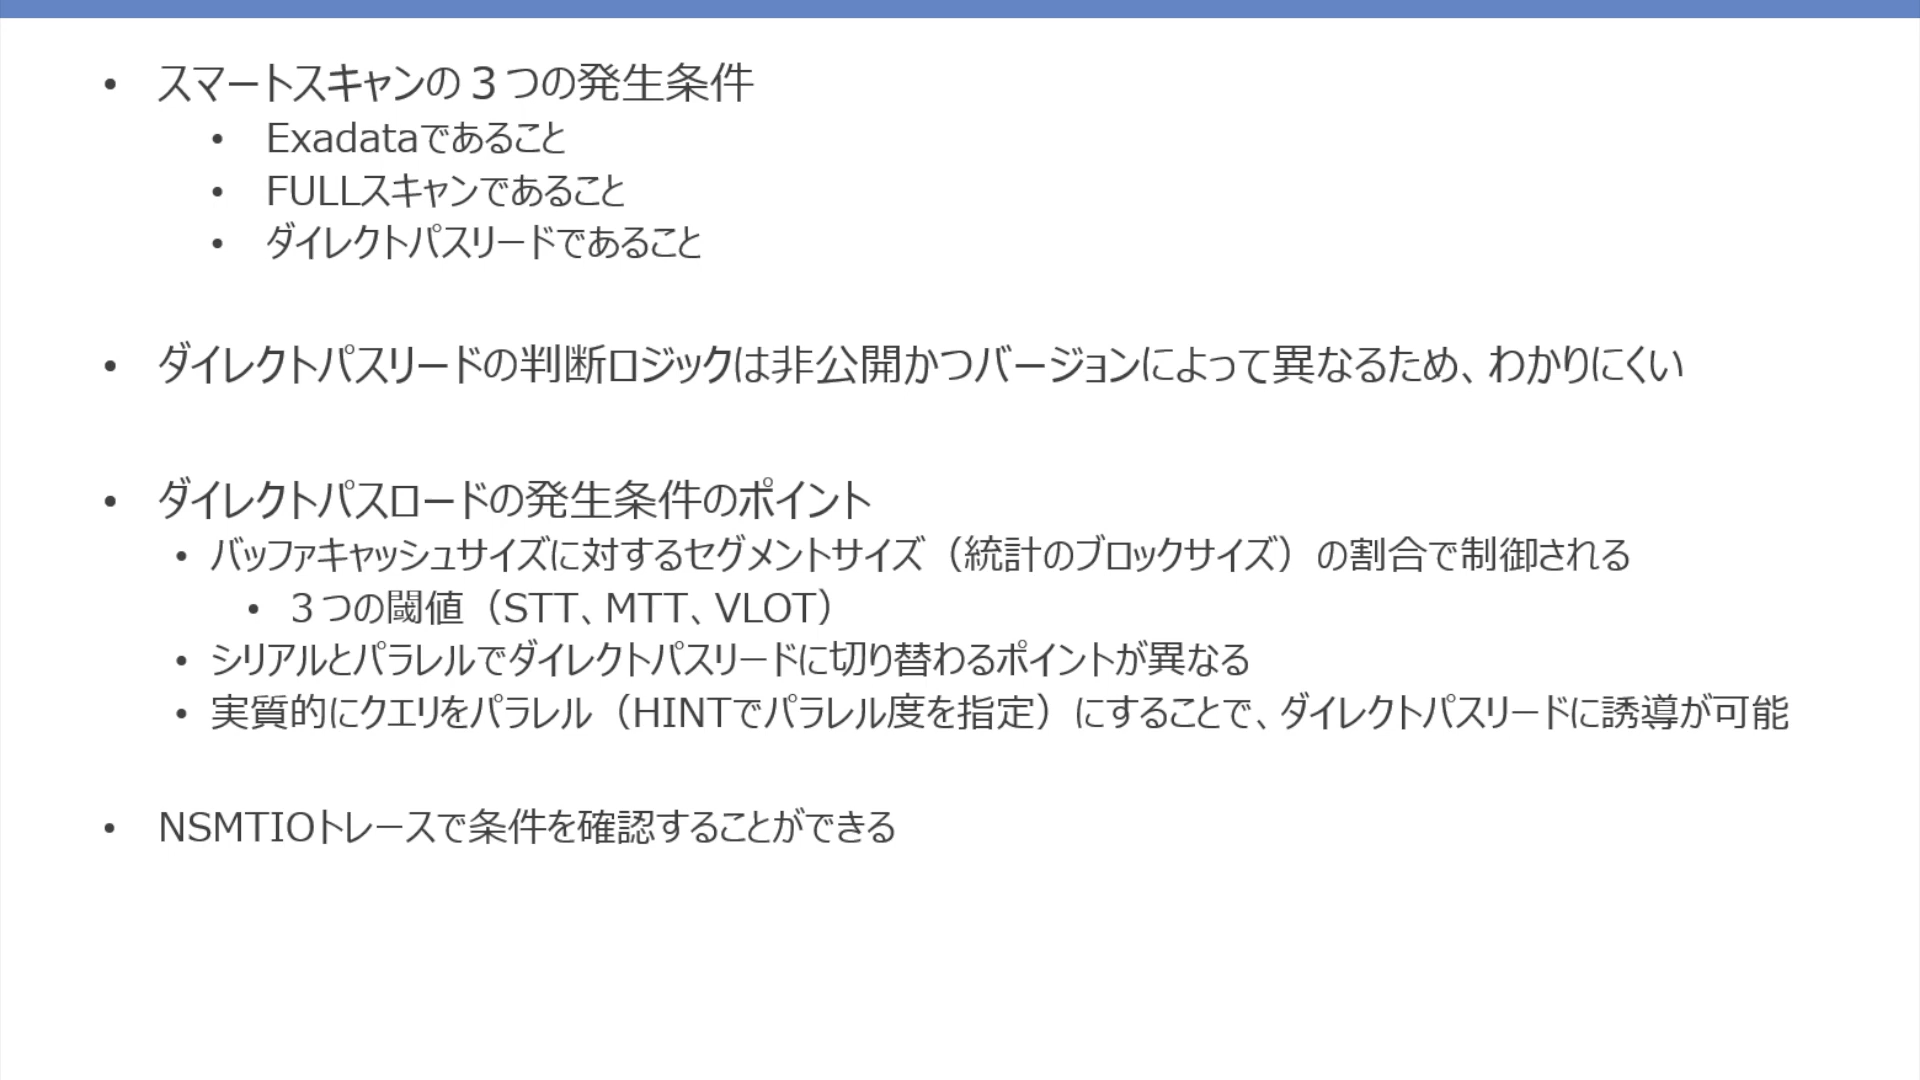 • スマートスキャンの３つの発生条件
• Exadataであること
• FULLスキャンであること
• ダイレクトパスリードであること
• ダイレクトパスリードの判断ロジックは非公開かつバージョンによって異なるため、わかりにくい
• ダイレクトパスロードの発生条件のポイント
• バッファキャッシュサイズに対するセグメントサイズ（統計のブロックサイズ）の割合で制御される
• ３つの閾値（STT、MTT、VLOT）
• シリアルとパラレルでダイレクトパスリードに切り替わるポイントが異なる
• 実質的にクエリをパラレル（HINTでパラレル度を指定）にすることで、ダイレクトパスリードに誘導が可能
• NSMTIOトレースで条件を確認することができる